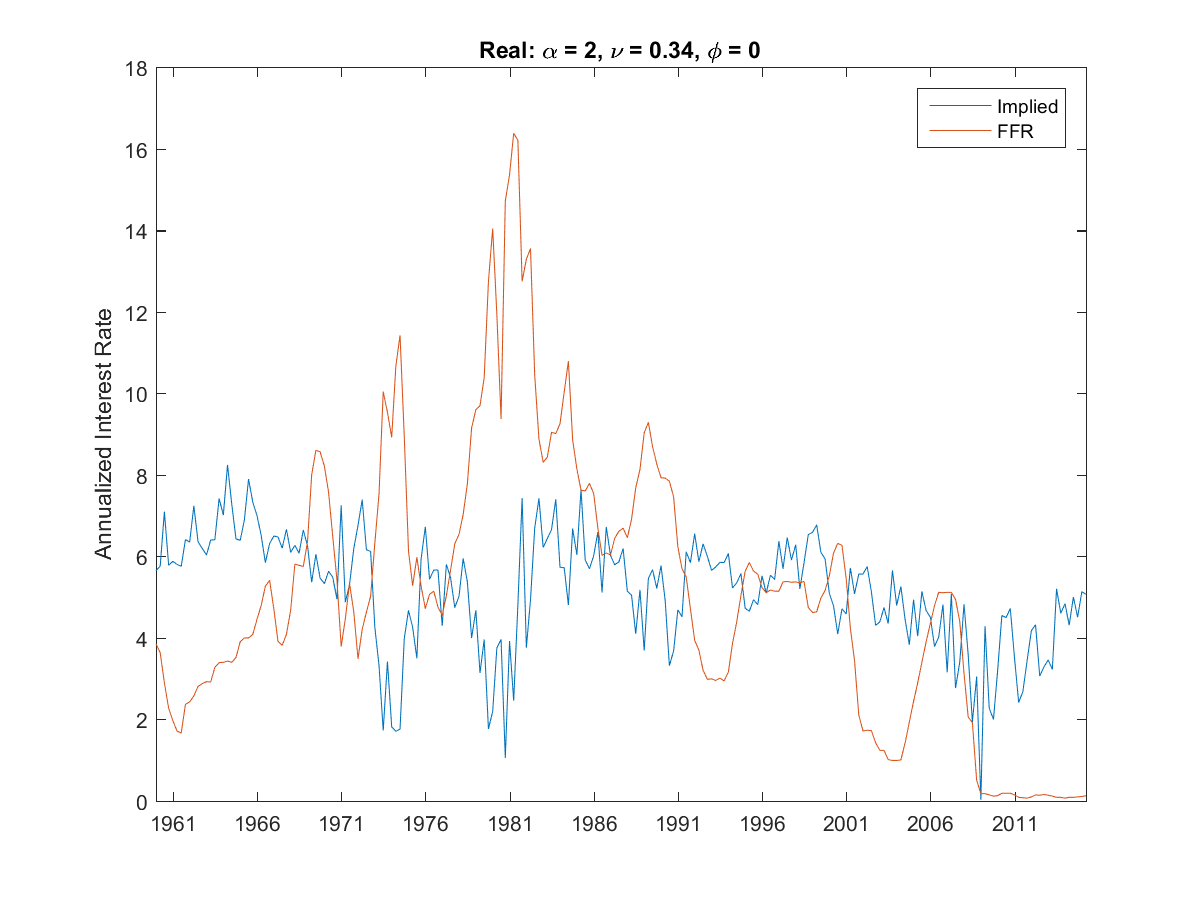 Real: α = 2, ν = 0.34, ϕ = 0
Implied
FFR
Annualized Interest Rate
18
16
14
12
10
8
6
4
2
0
1961 1966 1971 1976 1981 1986 1991 1996 2001 2006 2011